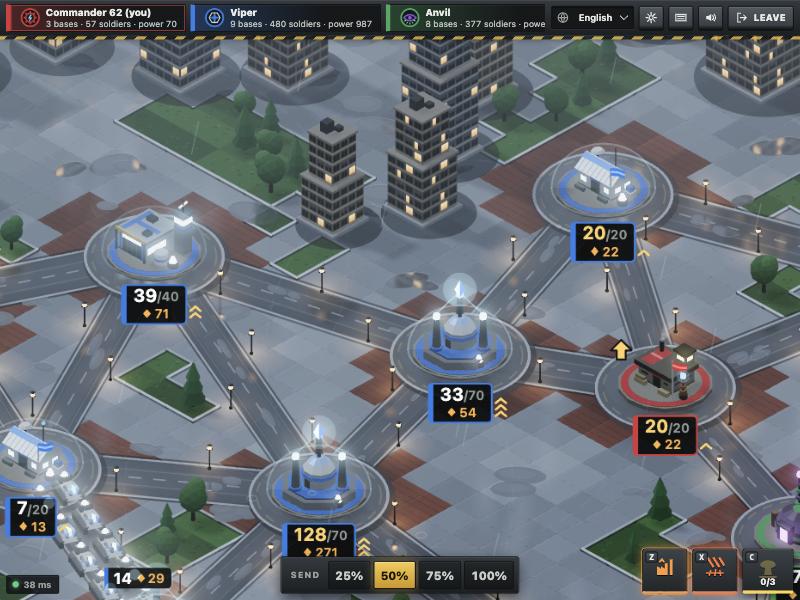 Commander 62 (you)
3 bases · 57 soldiers · power 70
Viper
9 bases · 480 soldiers · power 987
Anvil
8 bases · 377 soldiers · powe
English
LEAVE
20/20
22
39/40
71
33/70
54
20/20
22
7/20
13
128/70
271
14 29
38 ms
SEND 25% 50% 75% 100%
Z
X
C
0/3